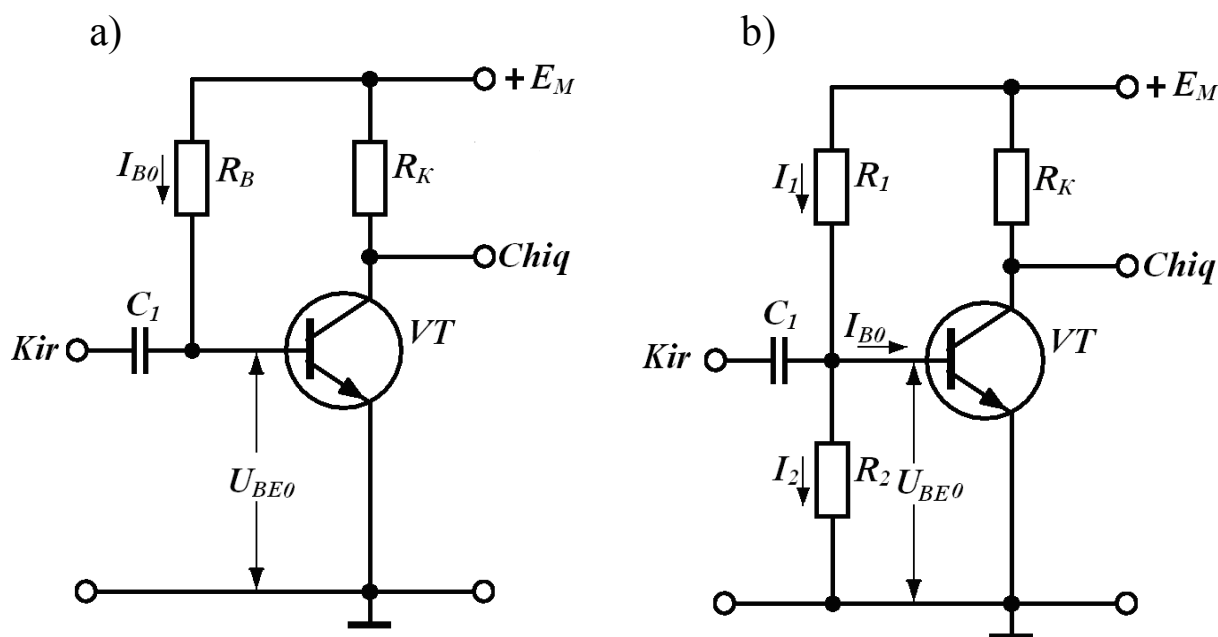 a)
+ E_M
I_B0
R_B
R_K
Chiq
C_1
VT
Kir
U_BE0
b)
+ E_M
I_1
R_1
R_K
Chiq
C_1
I_B0
VT
Kir
I_2
R_2
U_BE0